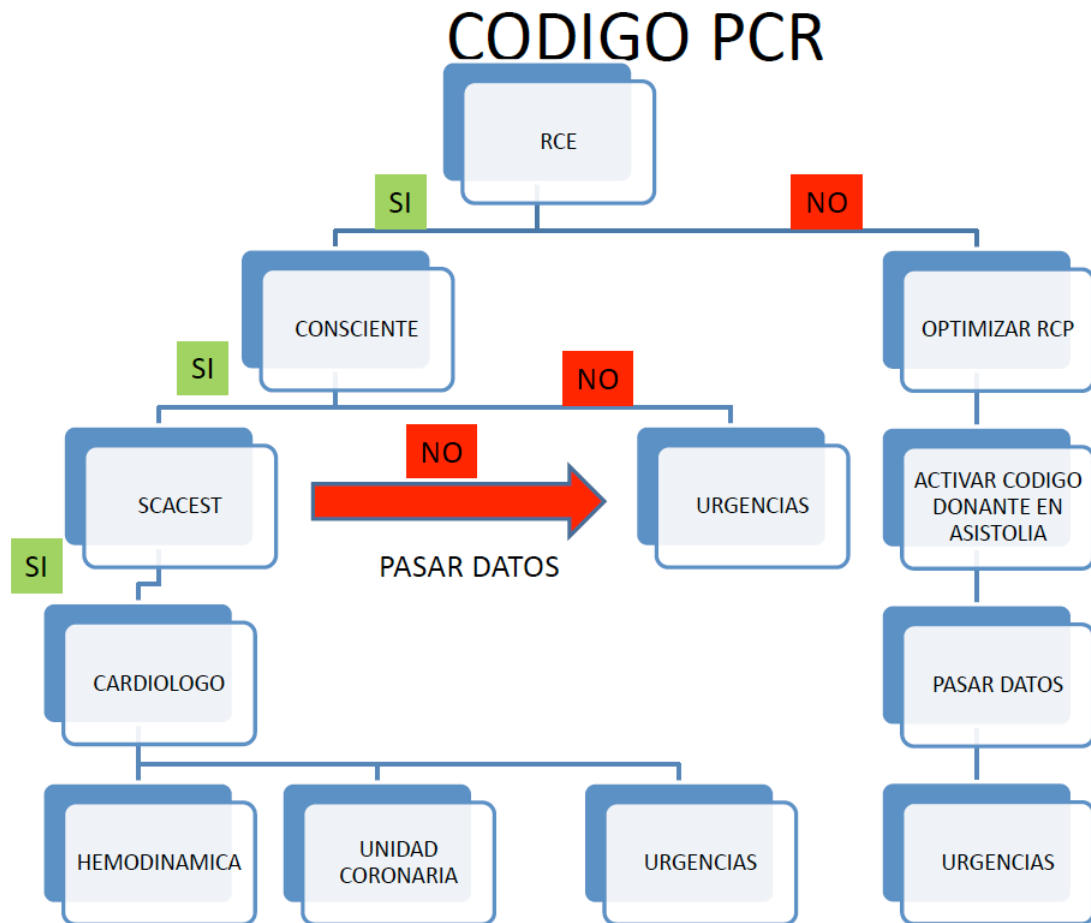 CODIGO PCR
RCE
SI
NO
CONSCIENTE
OPTIMIZAR RCP
SI
NO
NO
SCACEST
URGENCIAS
ACTIVAR CODIGO
DONANTE EN
ASISTOLIA
SI
PASAR DATOS
CARDIOLOGO
PASAR DATOS
HEMODINAMICA
UNIDAD
CORONARIA
URGENCIAS
URGENCIAS